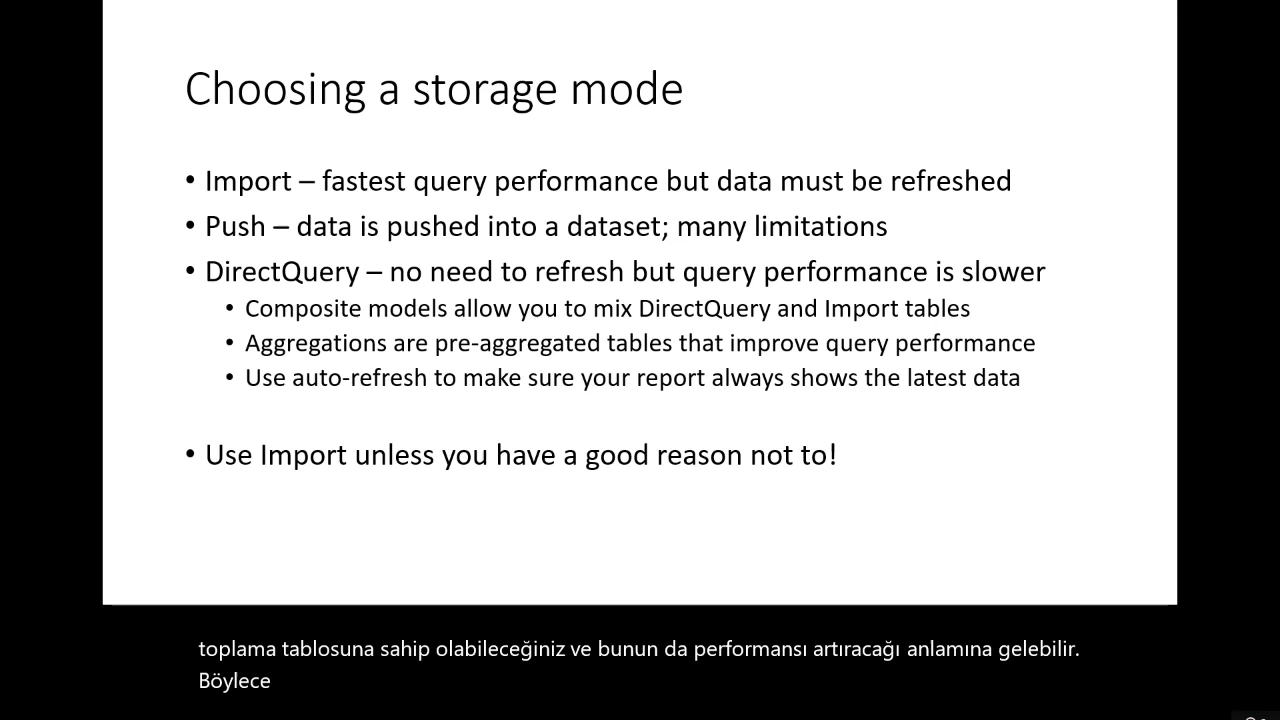 Choosing a storage mode
• Import – fastest query performance but data must be refreshed
• Push – data is pushed into a dataset; many limitations
• DirectQuery – no need to refresh but query performance is slower
• Composite models allow you to mix DirectQuery and Import tables
• Aggregations are pre-aggregated tables that improve query performance
• Use auto-refresh to make sure your report always shows the latest data
• Use Import unless you have a good reason not to!
toplama tablosuna sahip olabileceğiniz ve bunun da performansı artıracağı anlamına gelebilir.
Böylece